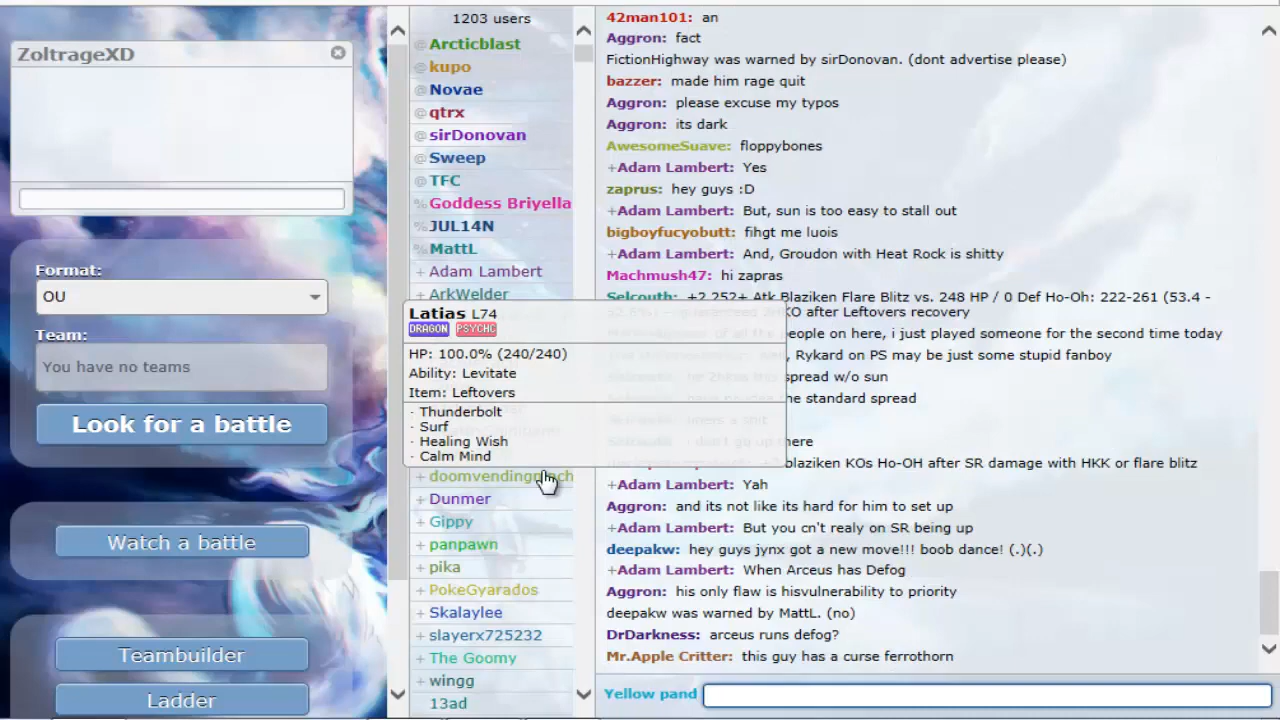 ZoltrageXD
Format:
OU
Team:
You have no teams
Look for a battle
Watch a battle
Teambuilder
Ladder
1203 users
@Arcticblast
@kupo
@Novae
@qtrx
@sirDonovan
@Sweep
@TFC
%Goddess Briyella
%JUL14N
%MattL
+Adam Lambert
+ArkWelder
Latias L74
DRAGON PSYCHC
HP: 100.0% (240/240)
Ability: Levitate
Item: Leftovers
· Thunderbolt
· Surf
· Healing Wish
· Calm Mind
+Dunmer
+Gippy
+panpawn
+pika
+PokeGyarados
+Skalaylee
+slayerx725232
+The Goomy
+wingg
13ad
42man101: an
Aggron: fact
FictionHighway was warned by sirDonovan. (dont advertise please)
bazzer: made him rage quit
Aggron: please excuse my typos
Aggron: its dark
AwesomeSuave: floppybones
+Adam Lambert: Yes
zaprus: hey guys :D
+Adam Lambert: But, sun is too easy to stall out
bigboyfucyobutt: fihgt me luois
+Adam Lambert: And, Groudon with Heat Rock is shitty
Machmush47: hi zapras
Selcouth: +2 252+ Atk Blaziken Flare Blitz vs. 248 HP / 0 Def Ho-Oh: 222-261 (53.4 -
KO after Leftovers recovery
of all the people on here, i just played someone for the second time today
Rykard on PS may be just some stupid fanboy
spread w/o sun
the standard spread
there
blaziken KOs Ho-OH after SR damage with HKK or flare blitz
+Adam Lambert: Yah
Aggron: and its not like its hard for him to set up
+Adam Lambert: But you cn't realy on SR being up
deepakw: hey guys jynx got a new move!!! boob dance! (.)(.)
+Adam Lambert: When Arceus has Defog
Aggron: his only flaw is hisvulnerability to priority
deepakw was warned by MattL. (no)
DrDarkness: arceus runs defog?
Mr.Apple Critter: this guy has a curse ferrothorn
Yellow pand